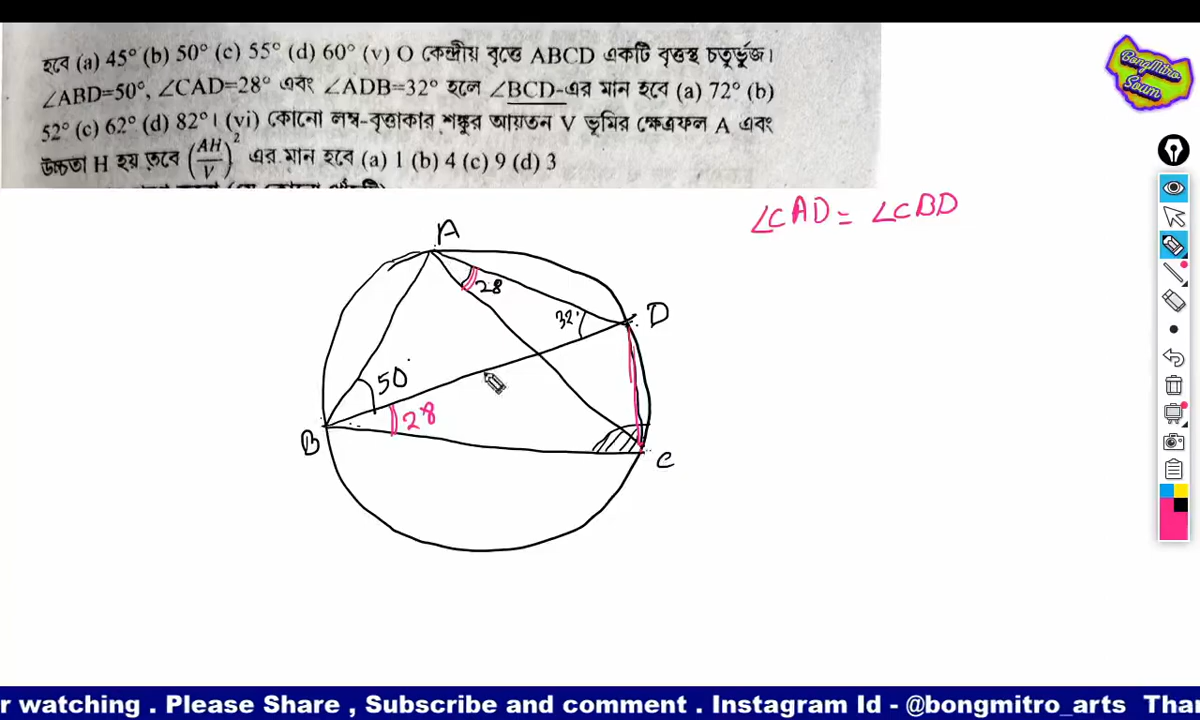 হবে (a) 45° (b) 50° (c) 55° (d) 60° (v) O কেন্দ্রীয় বৃত্তে ABCD একটি বৃত্তস্থ চতুর্ভুজ।
∠ABD=50°, ∠CAD=28° এবং ∠ADB=32° হলে ∠BCD-এর মান হবে (a) 72° (b)
52° (c) 62° (d) 82°। (vi) কোনো লম্ব-বৃত্তাকার শঙ্কুর আয়তন V ভূমির ক্ষেত্রফল A এবং
উচ্চতা H হয় তবে (AH/V)² এর মান হবে (a) 1 (b) 4 (c) 9 (d) 3
BongMitro
Soum
∠CAD = ∠CBD
A
28
32°
D
50°
28
B
C
r watching . Please Share , Subscribe and comment . Instagram Id - @bongmitro_arts Tha